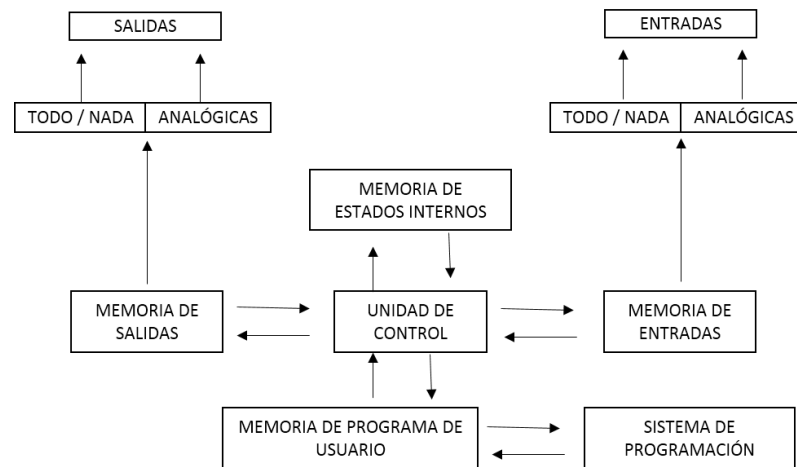 SALIDAS
ENTRADAS
TODO / NADA
ANALÓGICAS
TODO / NADA
ANALÓGICAS
MEMORIA DE
ESTADOS INTERNOS
MEMORIA DE
SALIDAS
UNIDAD DE
CONTROL
MEMORIA DE
ENTRADAS
MEMORIA DE PROGRAMA DE
USUARIO
SISTEMA DE
PROGRAMACIÓN